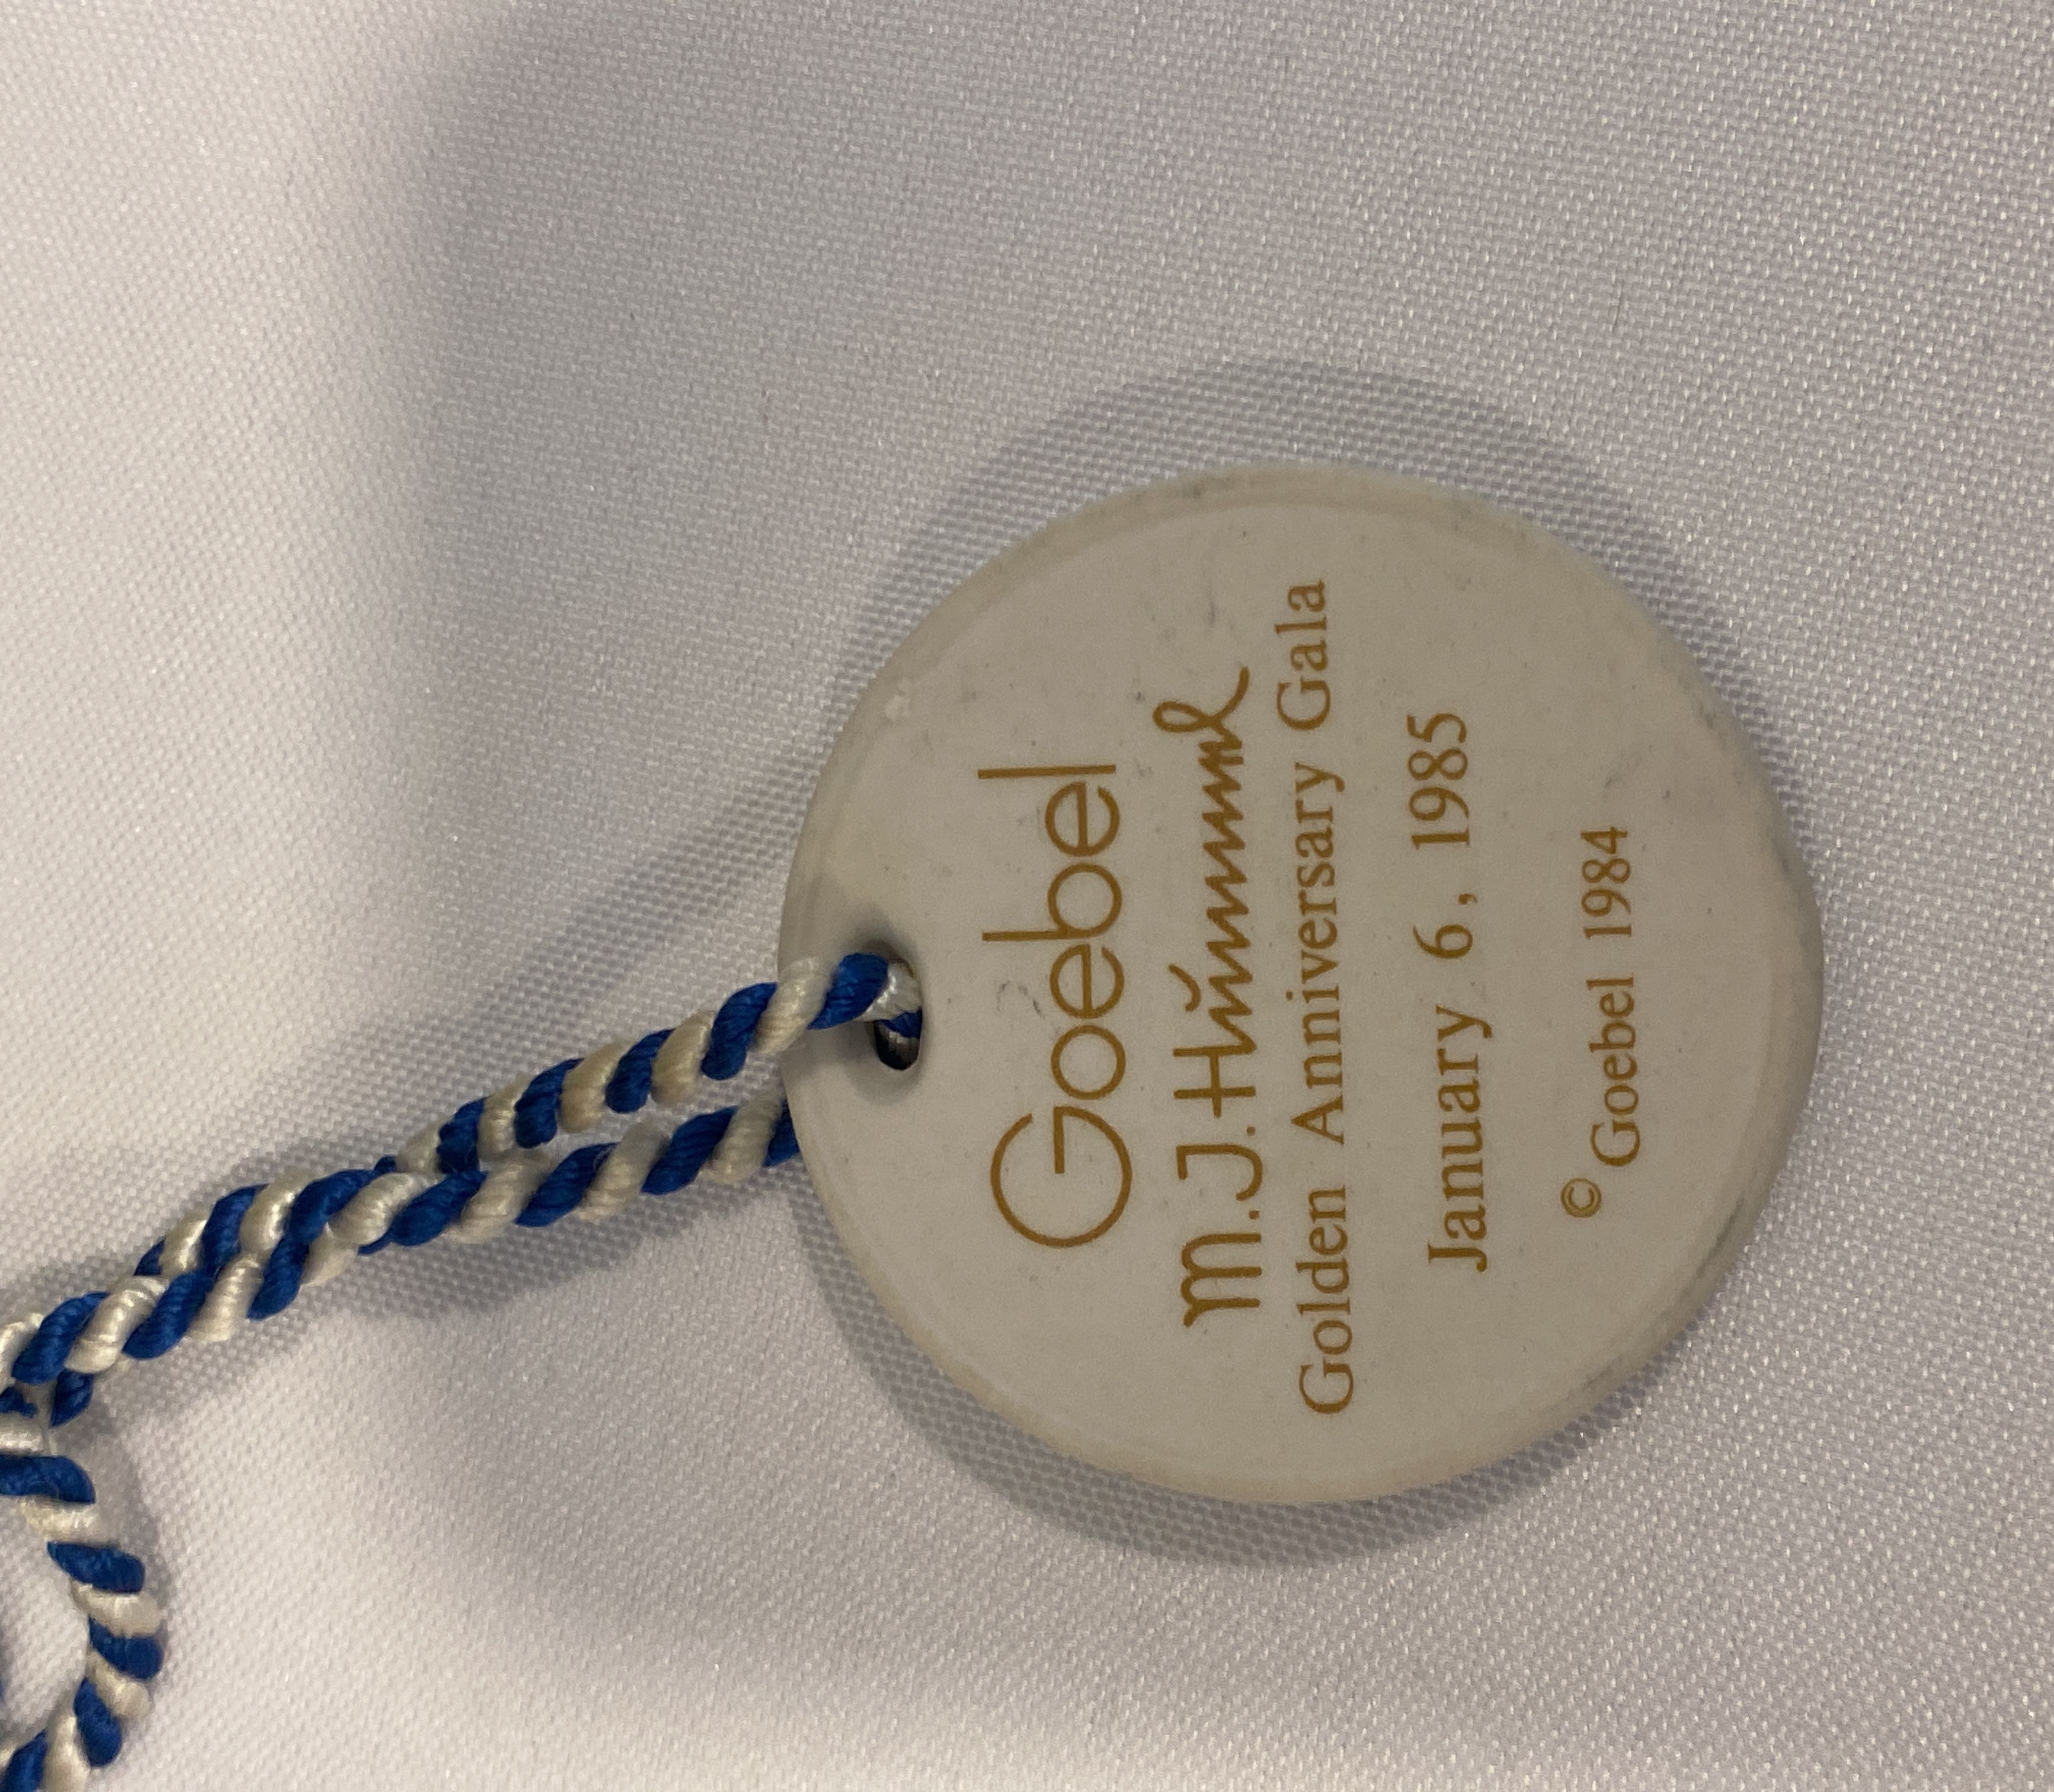 Goebel
M.J.Hummel
Golden Anniversary Gala
January 6, 1985
© Goebel 1984